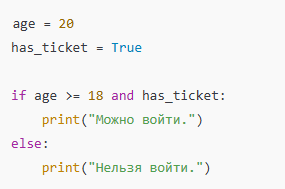 age = 20
has_ticket = True

if age >= 18 and has_ticket:
    print("Можно войти.")
else:
    print("Нельзя войти.")